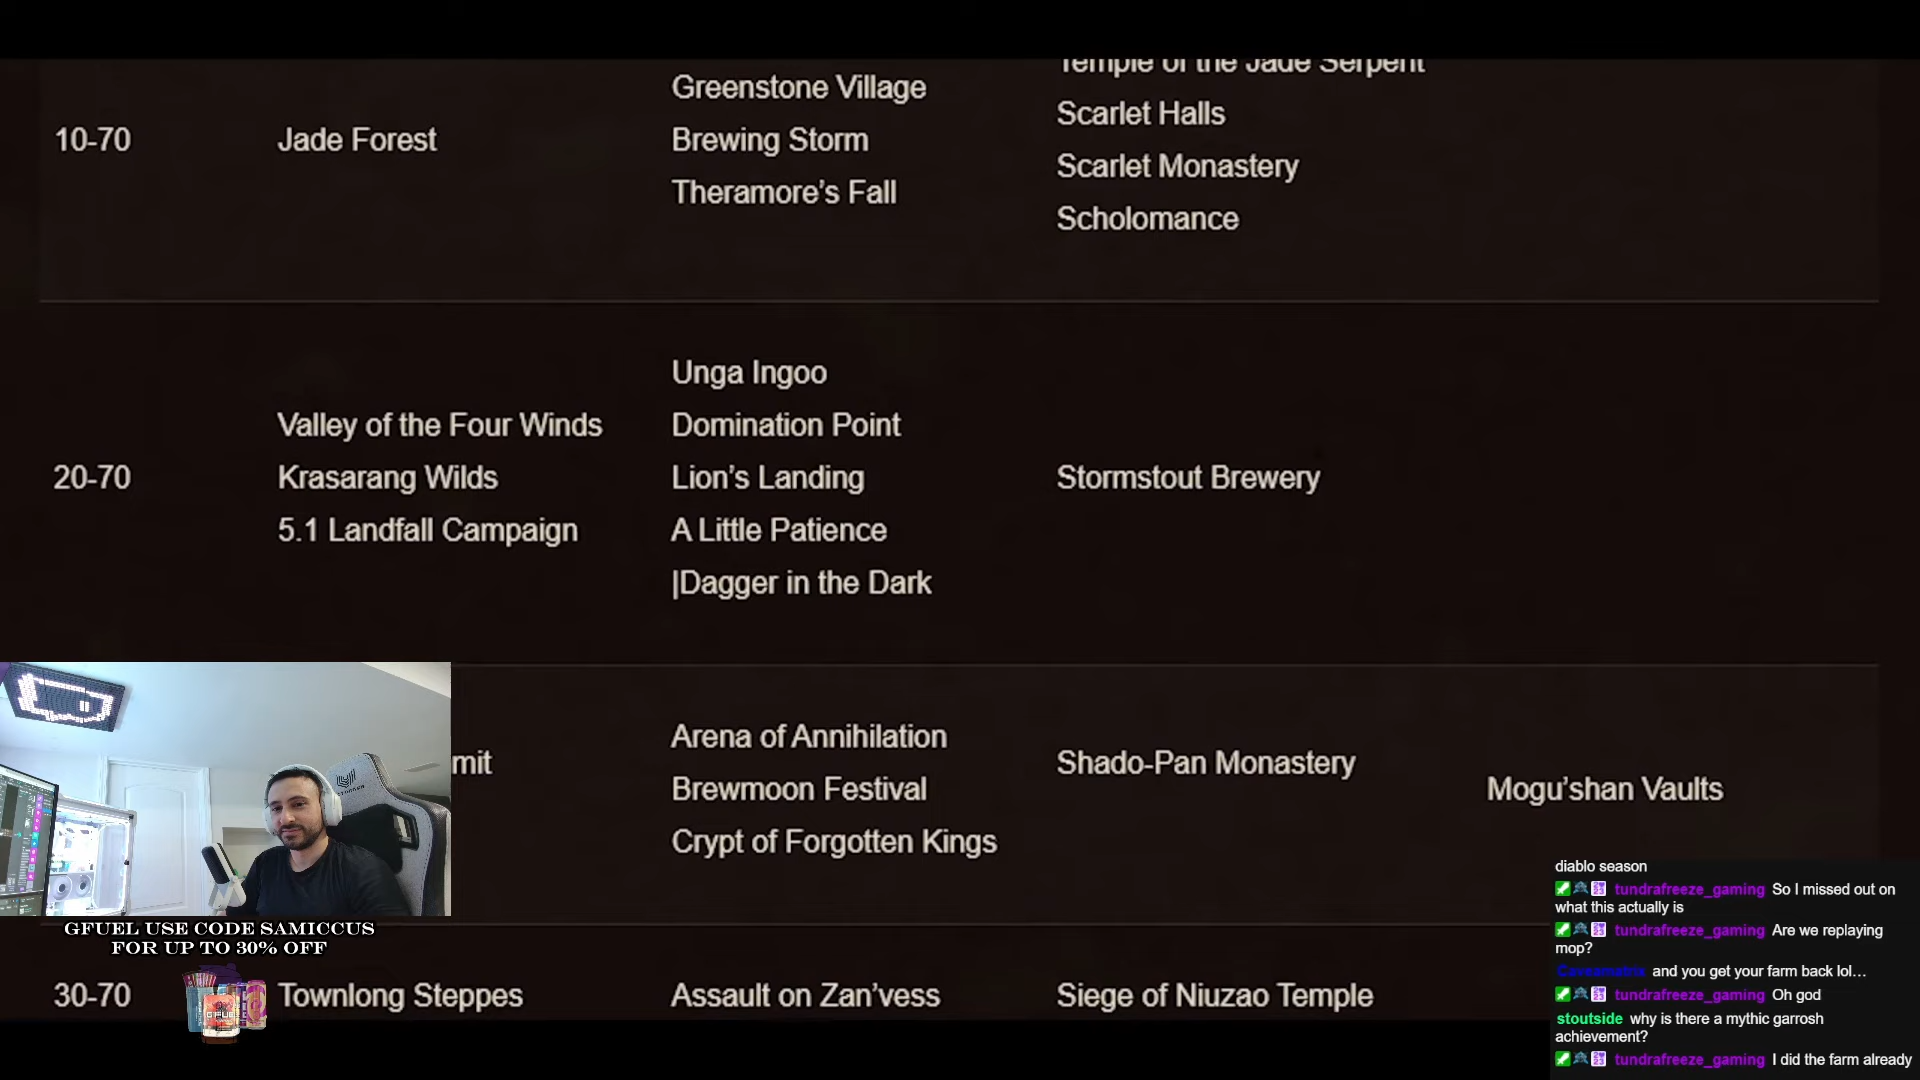 Temple of the Jade Serpent
Greenstone Village
Scarlet Halls
10-70
Jade Forest
Brewing Storm
Scarlet Monastery
Theramore’s Fall
Scholomance
Unga Ingoo
Valley of the Four Winds
Domination Point
20-70
Krasarang Wilds
Lion’s Landing
Stormstout Brewery
5.1 Landfall Campaign
A Little Patience
|Dagger in the Dark
Arena of Annihilation
mit
Shado-Pan Monastery
Brewmoon Festival
Mogu’shan Vaults
Crypt of Forgotten Kings
30-70
Townlong Steppes
Assault on Zan’vess
Siege of Niuzao Temple
GFUEL USE CODE SAMICCUS
FOR UP TO 30% OFF
G FUEL
diablo season
tundrafreeze_gaming So I missed out on
what this actually is
tundrafreeze_gaming Are we replaying
mop?
and you get your farm back lol…
tundrafreeze_gaming Oh god
stoutside why is there a mythic garrosh
achievement?
tundrafreeze_gaming I did the farm already